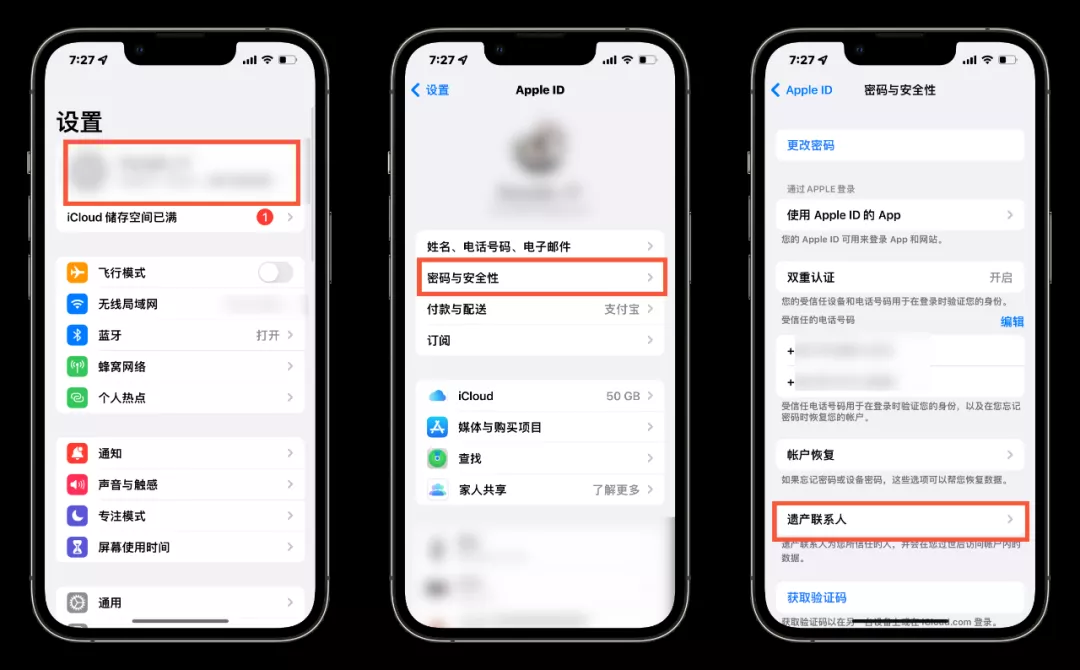 7:27
设置
iCloud 储存空间已满
1
飞行模式
无线局域网
蓝牙
打开
蜂窝网络
个人热点
通知
声音与触感
专注模式
屏幕使用时间
通用
7:27
设置
Apple ID
姓名、电话号码、电子邮件
密码与安全性
付款与配送
支付宝
订阅
iCloud
50 GB
媒体与购买项目
查找
家人共享
了解更多
7:27
Apple ID
密码与安全性
更改密码
通过 APPLE 登录
使用 Apple ID 的 App
您的 Apple ID 可用来登录 App 和网站。
双重认证
开启
您的受信任设备和电话号码用于在登录时验证您的身份。
受信任的电话号码
编辑
+
+
受信任电话号码用于在登录时验证您的身份，以及在您忘记
密码时恢复您的帐户。
帐户恢复
如果忘记密码或设备密码，这些选项可以帮您恢复数据。
遗产联系人
遗产联系人为您所信任的人，并会在您过世后访问帐户内的
数据。
获取验证码
获取验证码以在另一台设备上或在 iCloud.com 登录。